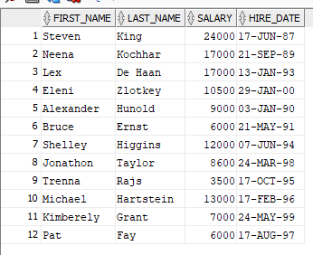 FIRST_NAME LAST_NAME SALARY HIRE_DATE
1 Steven King 24000 17-JUN-87
2 Neena Kochhar 17000 21-SEP-89
3 Lex De Haan 17000 13-JAN-93
4 Eleni Zlotkey 10500 29-JAN-00
5 Alexander Hunold 9000 03-JAN-90
6 Bruce Ernst 6000 21-MAY-91
7 Shelley Higgins 12000 07-JUN-94
8 Jonathon Taylor 8600 24-MAR-98
9 Trenna Rajs 3500 17-OCT-95
10 Michael Hartstein 13000 17-FEB-96
11 Kimberely Grant 7000 24-MAY-99
12 Pat Fay 6000 17-AUG-97